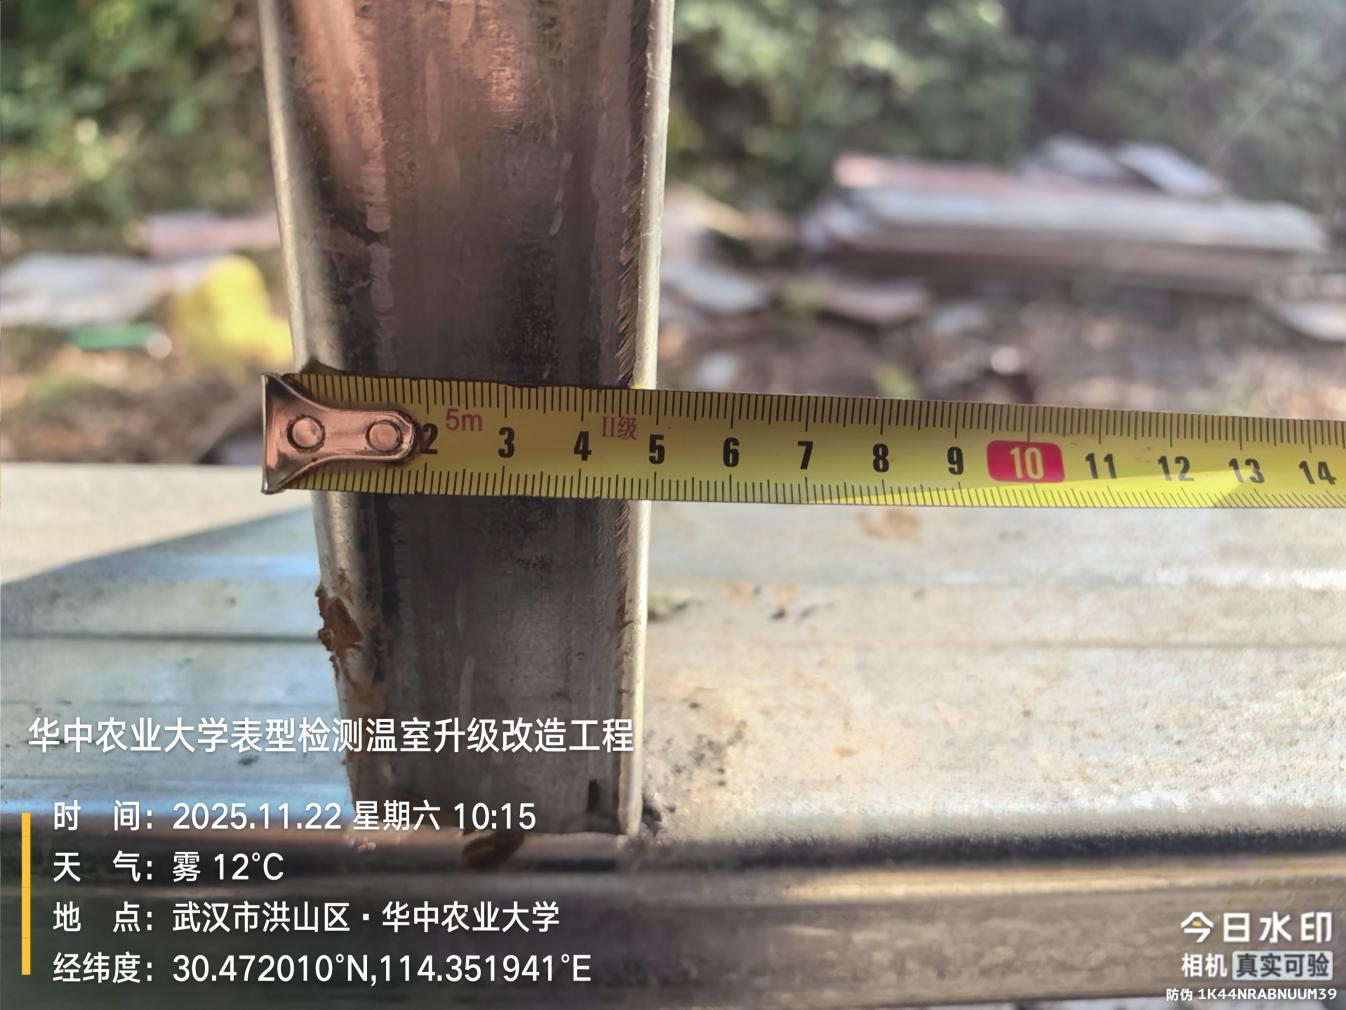 5m
II级
2 3 4 5 6 7 8 9 10 11 12 13 14
华中农业大学表型检测温室升级改造工程
时 间：2025.11.22 星期六 10:15
天 气：雾 12°C
地 点：武汉市洪山区·华中农业大学
经纬度：30.472010°N,114.351941°E
今日水印
相机 真实可验
防伪 1K44NRABNUUM39